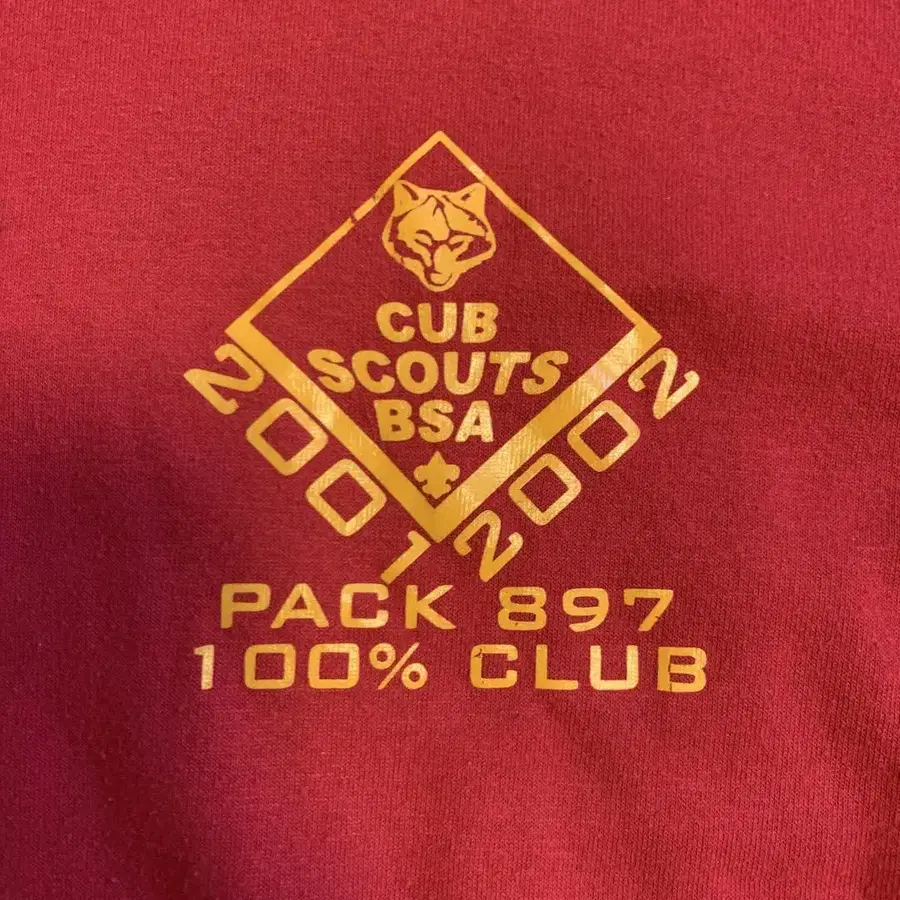 CUB
SCOUTS
BSA
2001
2002
PACK 897
100% CLUB